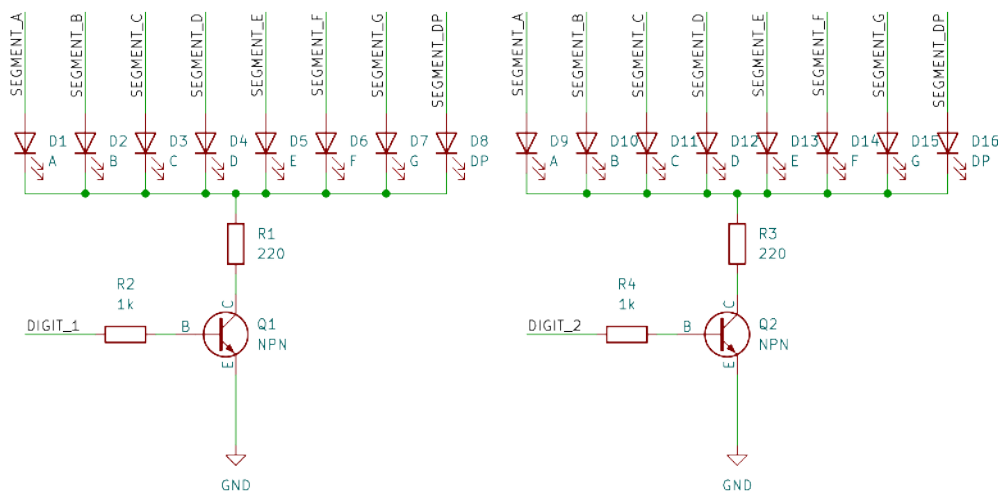 SEGMENT_A
SEGMENT_B
SEGMENT_C
SEGMENT_D
SEGMENT_E
SEGMENT_F
SEGMENT_G
SEGMENT_DP
SEGMENT_A
SEGMENT_B
SEGMENT_C
SEGMENT_D
SEGMENT_E
SEGMENT_F
SEGMENT_G
SEGMENT_DP
D1
A
D2
B
D3
C
D4
D
D5
E
D6
F
D7
G
D8
DP
D9
A
D10
B
D11
C
D12
D
D13
E
D14
F
D15
G
D16
DP
R1
220
R3
220
R2
1k
R4
1k
DIGIT_1
B
C
E
Q1
NPN
DIGIT_2
B
C
E
Q2
NPN
GND
GND